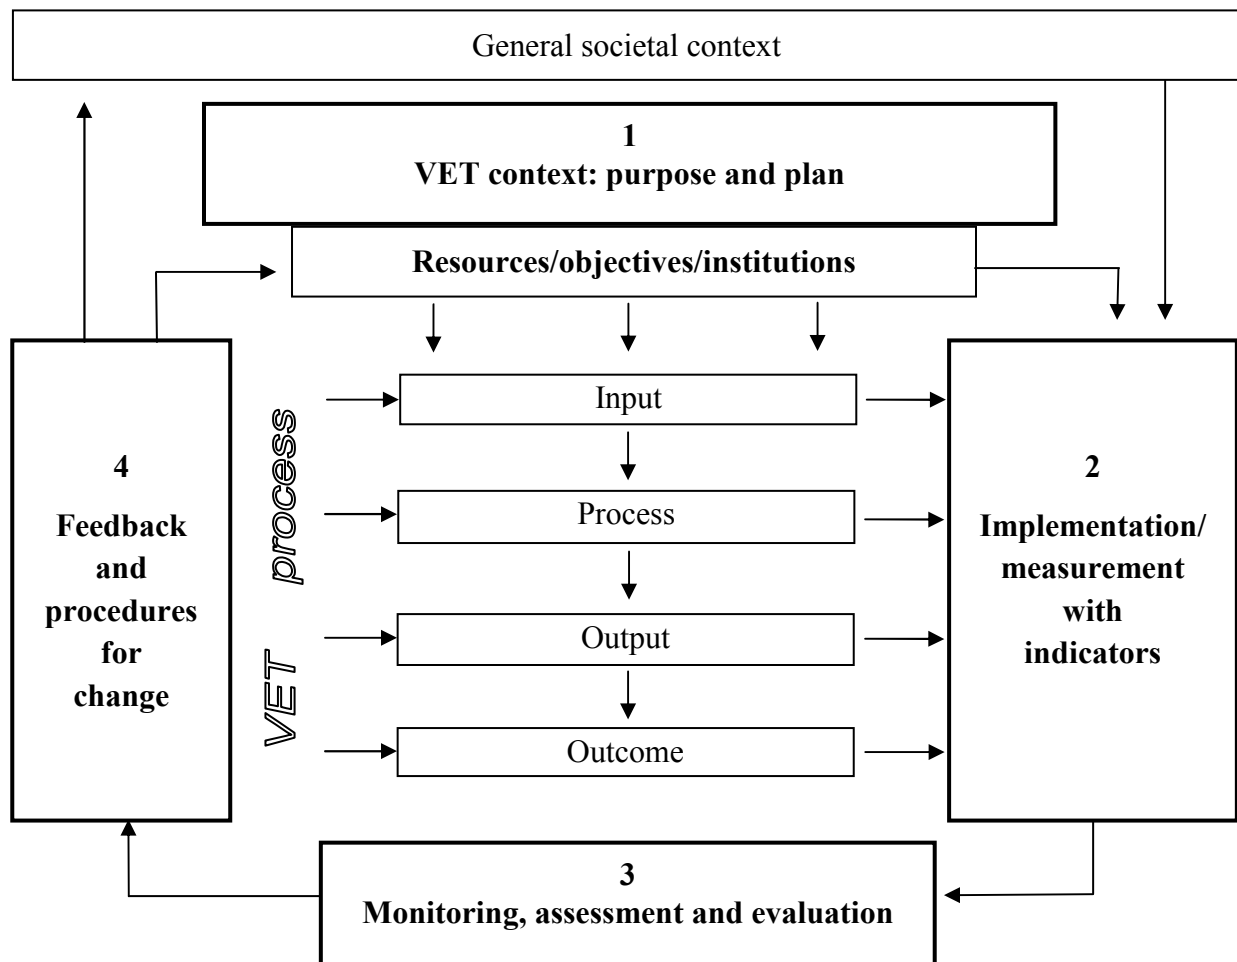 General societal context
1
VET context: purpose and plan
Resources/objectives/institutions
Input
Process
Output
Outcome
VET process
4
Feedback
and
procedures
for
change
2
Implementation/
measurement
with
indicators
3
Monitoring, assessment and evaluation